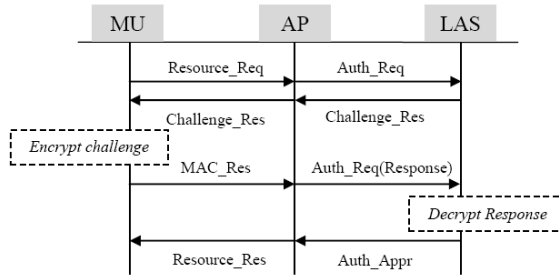 MU AP LAS
Resource_Req Auth_Req
Challenge_Res Challenge_Res
Encrypt challenge
MAC_Res Auth_Req(Response)
Decrypt Response
Resource_Res Auth_Appr